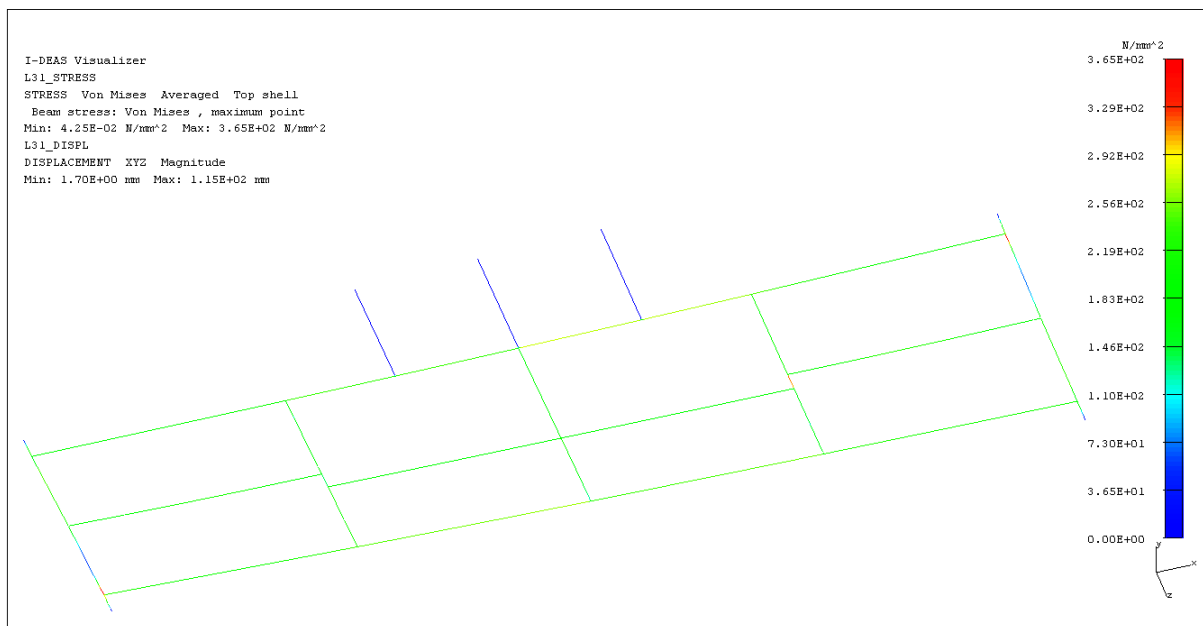 I-DEAS Visualizer
L31_STRESS
STRESS Von Mises Averaged Top shell
Beam stress: Von Mises , maximum point
Min: 4.25E-02 N/mm^2 Max: 3.65E+02 N/mm^2
L31_DISPL
DISPLACEMENT XYZ Magnitude
Min: 1.70E+00 mm Max: 1.15E+02 mm
N/mm^2
3.65E+02
3.29E+02
2.92E+02
2.56E+02
2.19E+02
1.83E+02
1.46E+02
1.10E+02
7.30E+01
3.65E+01
0.00E+00
y
x
z